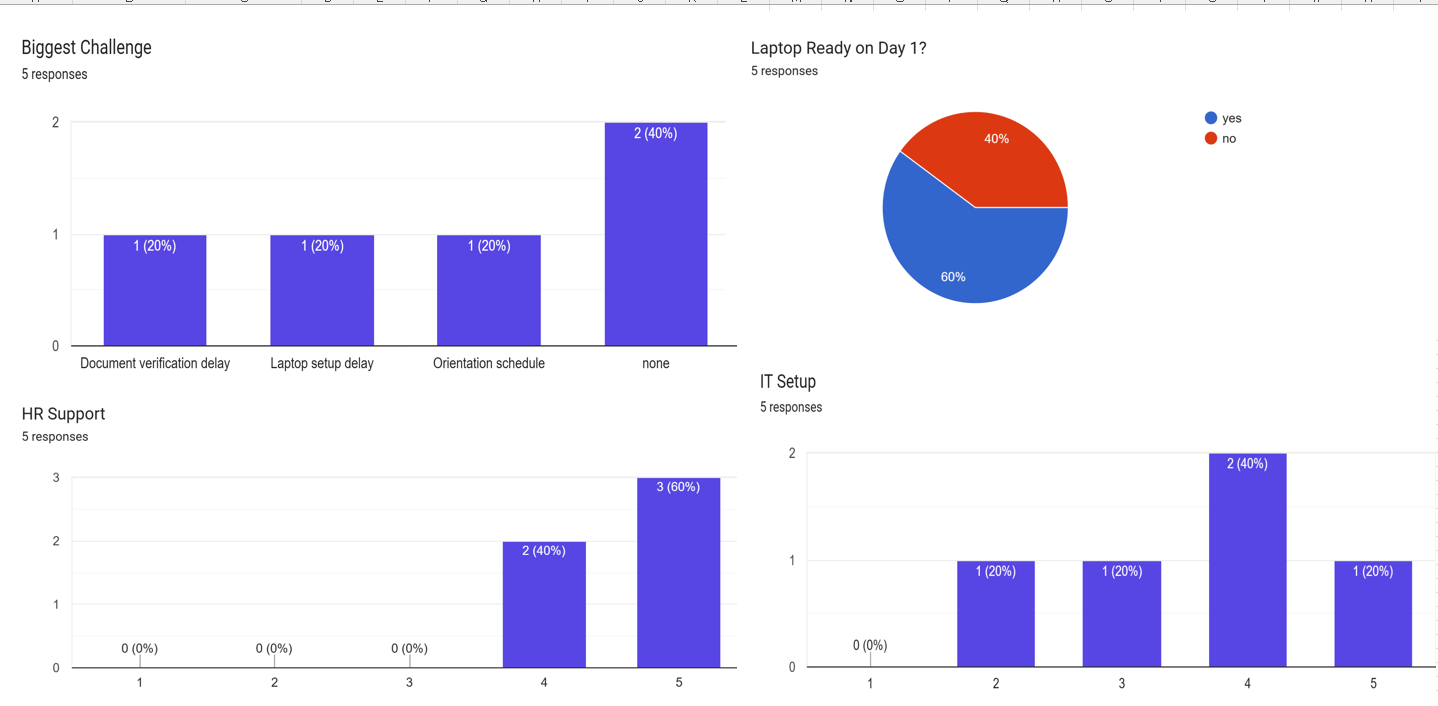 Biggest Challenge
5 responses
2
1
0
1 (20%)
1 (20%)
1 (20%)
2 (40%)
Document verification delay
Laptop setup delay
Orientation schedule
none
Laptop Ready on Day 1?
5 responses
40%
60%
yes
no
HR Support
5 responses
3
2
1
0
0 (0%)
0 (0%)
0 (0%)
2 (40%)
3 (60%)
1 2 3 4 5
IT Setup
5 responses
2
1
0
0 (0%)
1 (20%)
1 (20%)
2 (40%)
1 (20%)
1 2 3 4 5